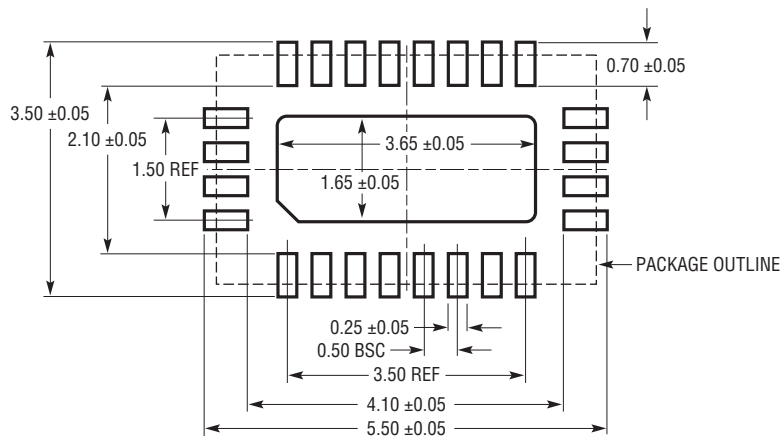 0.70 ±0.05
3.50 ±0.05
2.10 ±0.05
3.65 ±0.05
1.50 REF
1.65 ±0.05
PACKAGE OUTLINE
0.25 ±0.05
0.50 BSC
3.50 REF
4.10 ±0.05
5.50 ±0.05